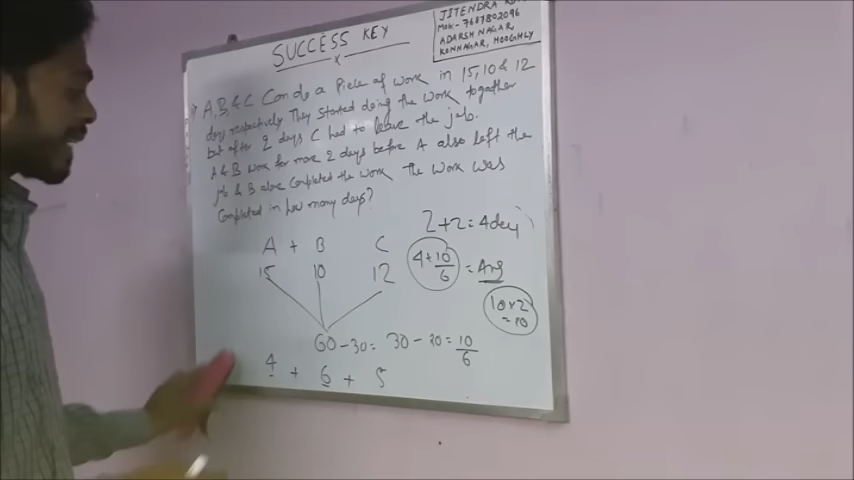 SUCCESS KEY
x
JITENDRA
MOB - 7687802096
ADARSH NAGAR,
KONNAGAR, HOOGHLY
A, B, & C Can do a Piece of work in 15, 10 & 12
days respectively. They Started doing the work together
but after 2 days C had to leave the job.
A & B work for more 2 days before A also left the
job & B alone Completed the work. The work was
Completed in how many days?
A + B C
15 10 12
2+2 = 4 days
4 + 10/6 = Ans
10 x 2
= 20
60 - 30 = 30 - 20 = 10/6
4 + 6 + 5